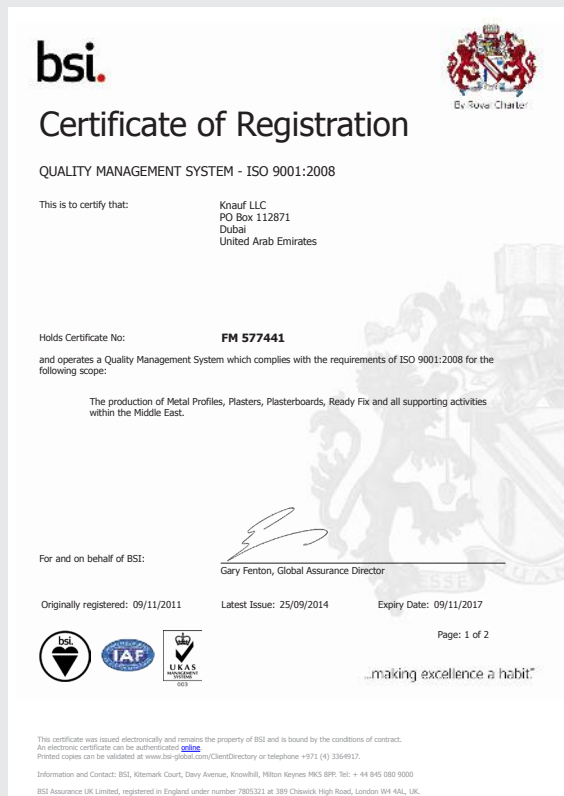 bsi.
By Royal Charter
Certificate of Registration
QUALITY MANAGEMENT SYSTEM - ISO 9001:2008
This is to certify that:
Knauf LLC
PO Box 112871
Dubai
United Arab Emirates
Holds Certificate No:
FM 577441
and operates a Quality Management System which complies with the requirements of ISO 9001:2008 for the
following scope:
The production of Metal Profiles, Plasters, Plasterboards, Ready Fix and all supporting activities
within the Middle East.
For and on behalf of BSI:
Gary Fenton, Global Assurance Director
Originally registered: 09/11/2011
Latest Issue: 25/09/2014
Expiry Date: 09/11/2017
Page: 1 of 2
bsi.
IAF
UKAS
MANAGEMENT
SYSTEMS
003
...making excellence a habit.™
This certificate was issued electronically and remains the property of BSI and is bound by the conditions of contract.
An electronic certificate can be authenticated online.
Printed copies can be validated at www.bsi-global.com/ClientDirectory or telephone +971 (4) 3364917.
Information and Contact: BSI, Kitemark Court, Davy Avenue, Knowlhill, Milton Keynes MK5 8PP. Tel: + 44 845 080 9000
BSI Assurance UK Limited, registered in England under number 7805321 at 389 Chiswick High Road, London W4 4AL, UK.